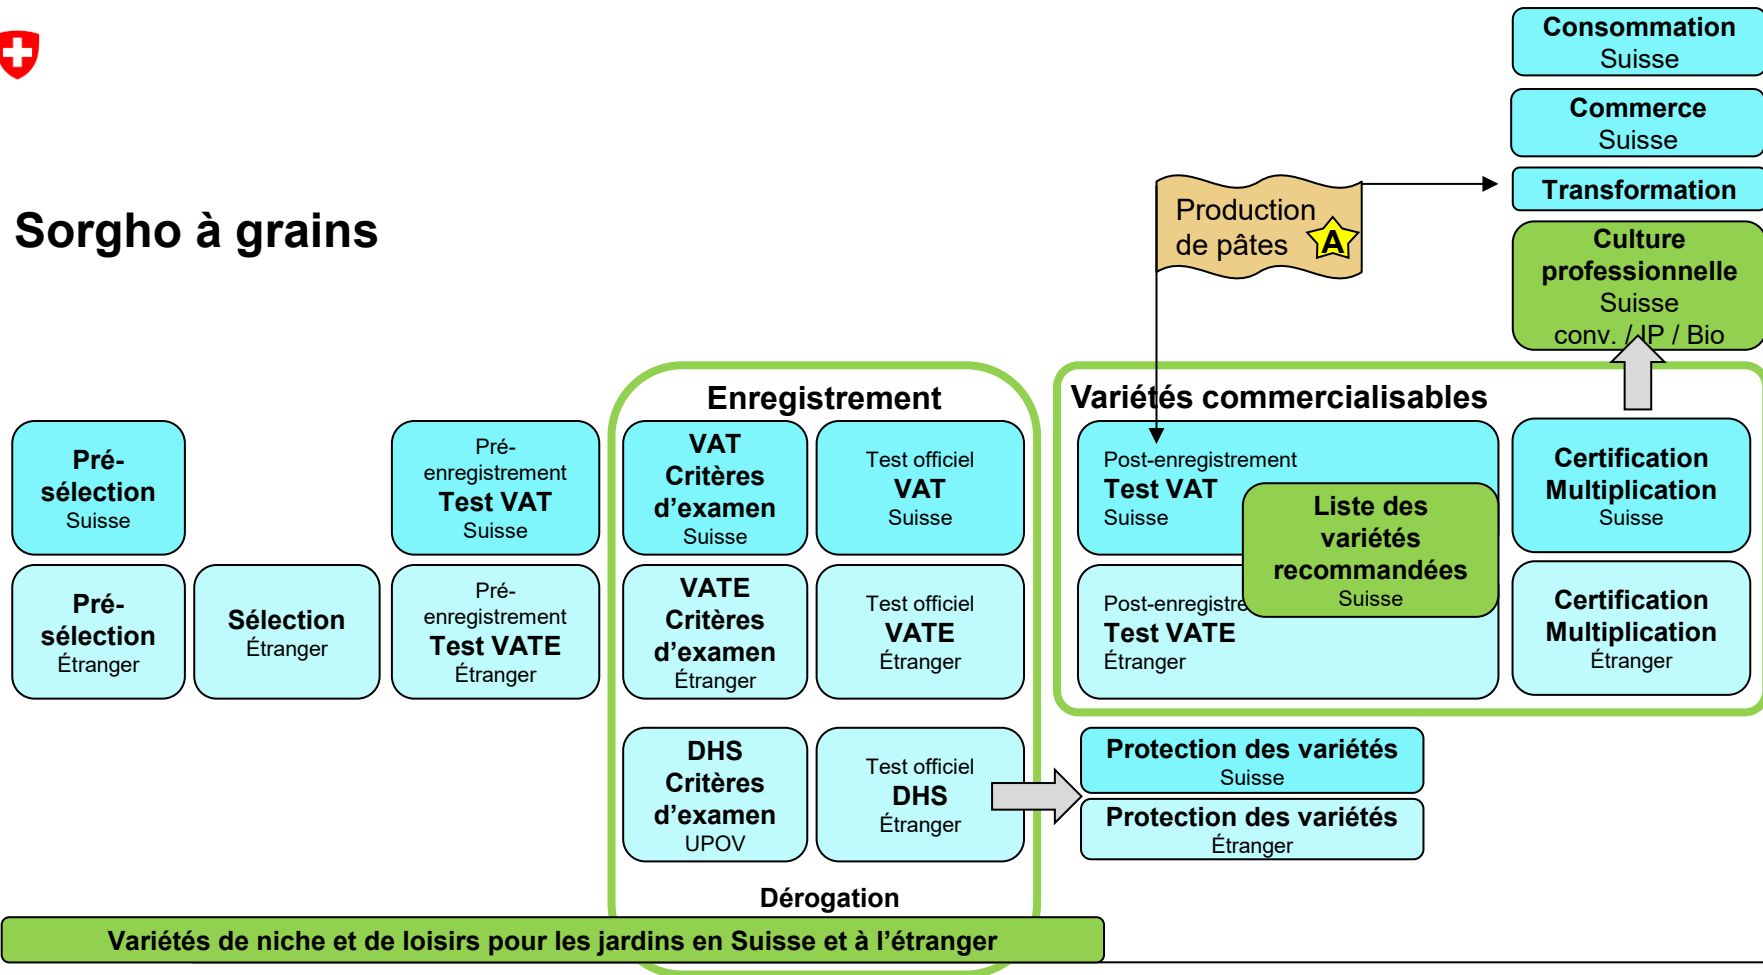 Consommation
Suisse
Commerce
Suisse
Transformation
Culture
professionnelle
Suisse
conv. / IP / Bio
Production
de pâtes
A
Sorgho à grains
Enregistrement
Variétés commercialisables
Pré-
sélection
Suisse
Pré-
enregistrement
Test VAT
Suisse
VAT
Critères
d'examen
Suisse
Test officiel
VAT
Suisse
Post-enregistrement
Test VAT
Suisse
Liste des
variétés
recommandées
Suisse
Certification
Multiplication
Suisse
Pré-
sélection
Étranger
Sélection
Étranger
Pré-
enregistrement
Test VATE
Étranger
VATE
Critères
d'examen
Étranger
Test officiel
VATE
Étranger
Post-enregistre
Test VATE
Étranger
Certification
Multiplication
Étranger
DHS
Critères
d'examen
UPOV
Test officiel
DHS
Étranger
Protection des variétés
Suisse
Protection des variétés
Étranger
Dérogation
Variétés de niche et de loisirs pour les jardins en Suisse et à l'étranger